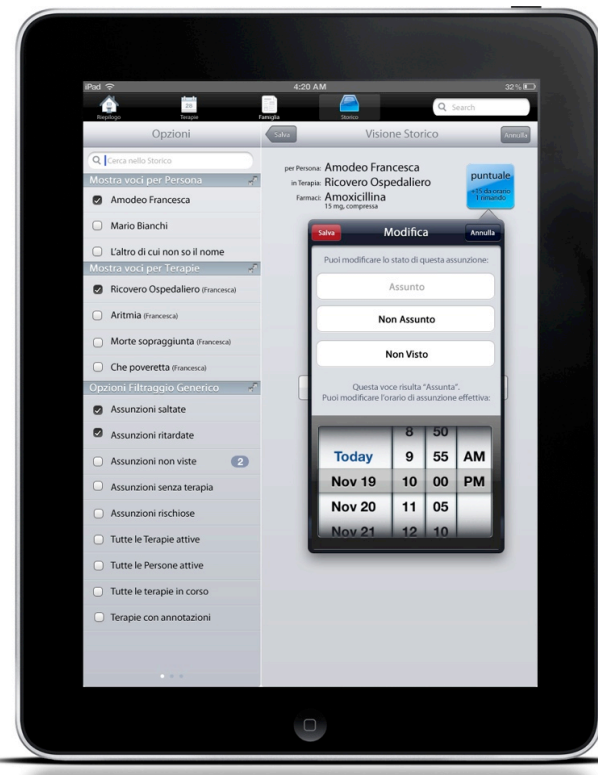 iPad
4:20 AM
32%
Riepilogo
20
Terapie
Famiglia
Storico
Search
Opzioni
Salva
Visione Storico
Annulla
Cerca nello Storico
Mostra voci per Persona
Amodeo Francesca
Mario Bianchi
L'altro di cui non so il nome
Mostra voci per Terapie
Ricovero Ospedaliero (Francesca)
Aritmia (Francesca)
Morte sopraggiunta (Francesca)
Che poveretta (Francesca)
Opzioni Filtraggio Generico
Assunzioni saltate
Assunzioni ritardate
Assunzioni non viste 2
Assunzioni senza terapia
Assunzioni rischiose
Tutte le Terapie attive
Tutte le Persone attive
Tutte le terapie in corso
Terapie con annotazioni
per Persona: Amodeo Francesca
in Terapia: Ricovero Ospedaliero
Farmaci: Amoxicillina
15 mg, compressa
puntuale
1 rimando
Salva
Modifica
Annulla
Puoi modificare lo stato di questa assunzione:
Assunto
Non Assunto
Non Visto
Questa voce risulta "Assunta".
Puoi modificare l'orario di assunzione effettiva:
8 50
Today 9 55 AM
Nov 19 10 00 PM
Nov 20 11 05
Nov 21 12 10